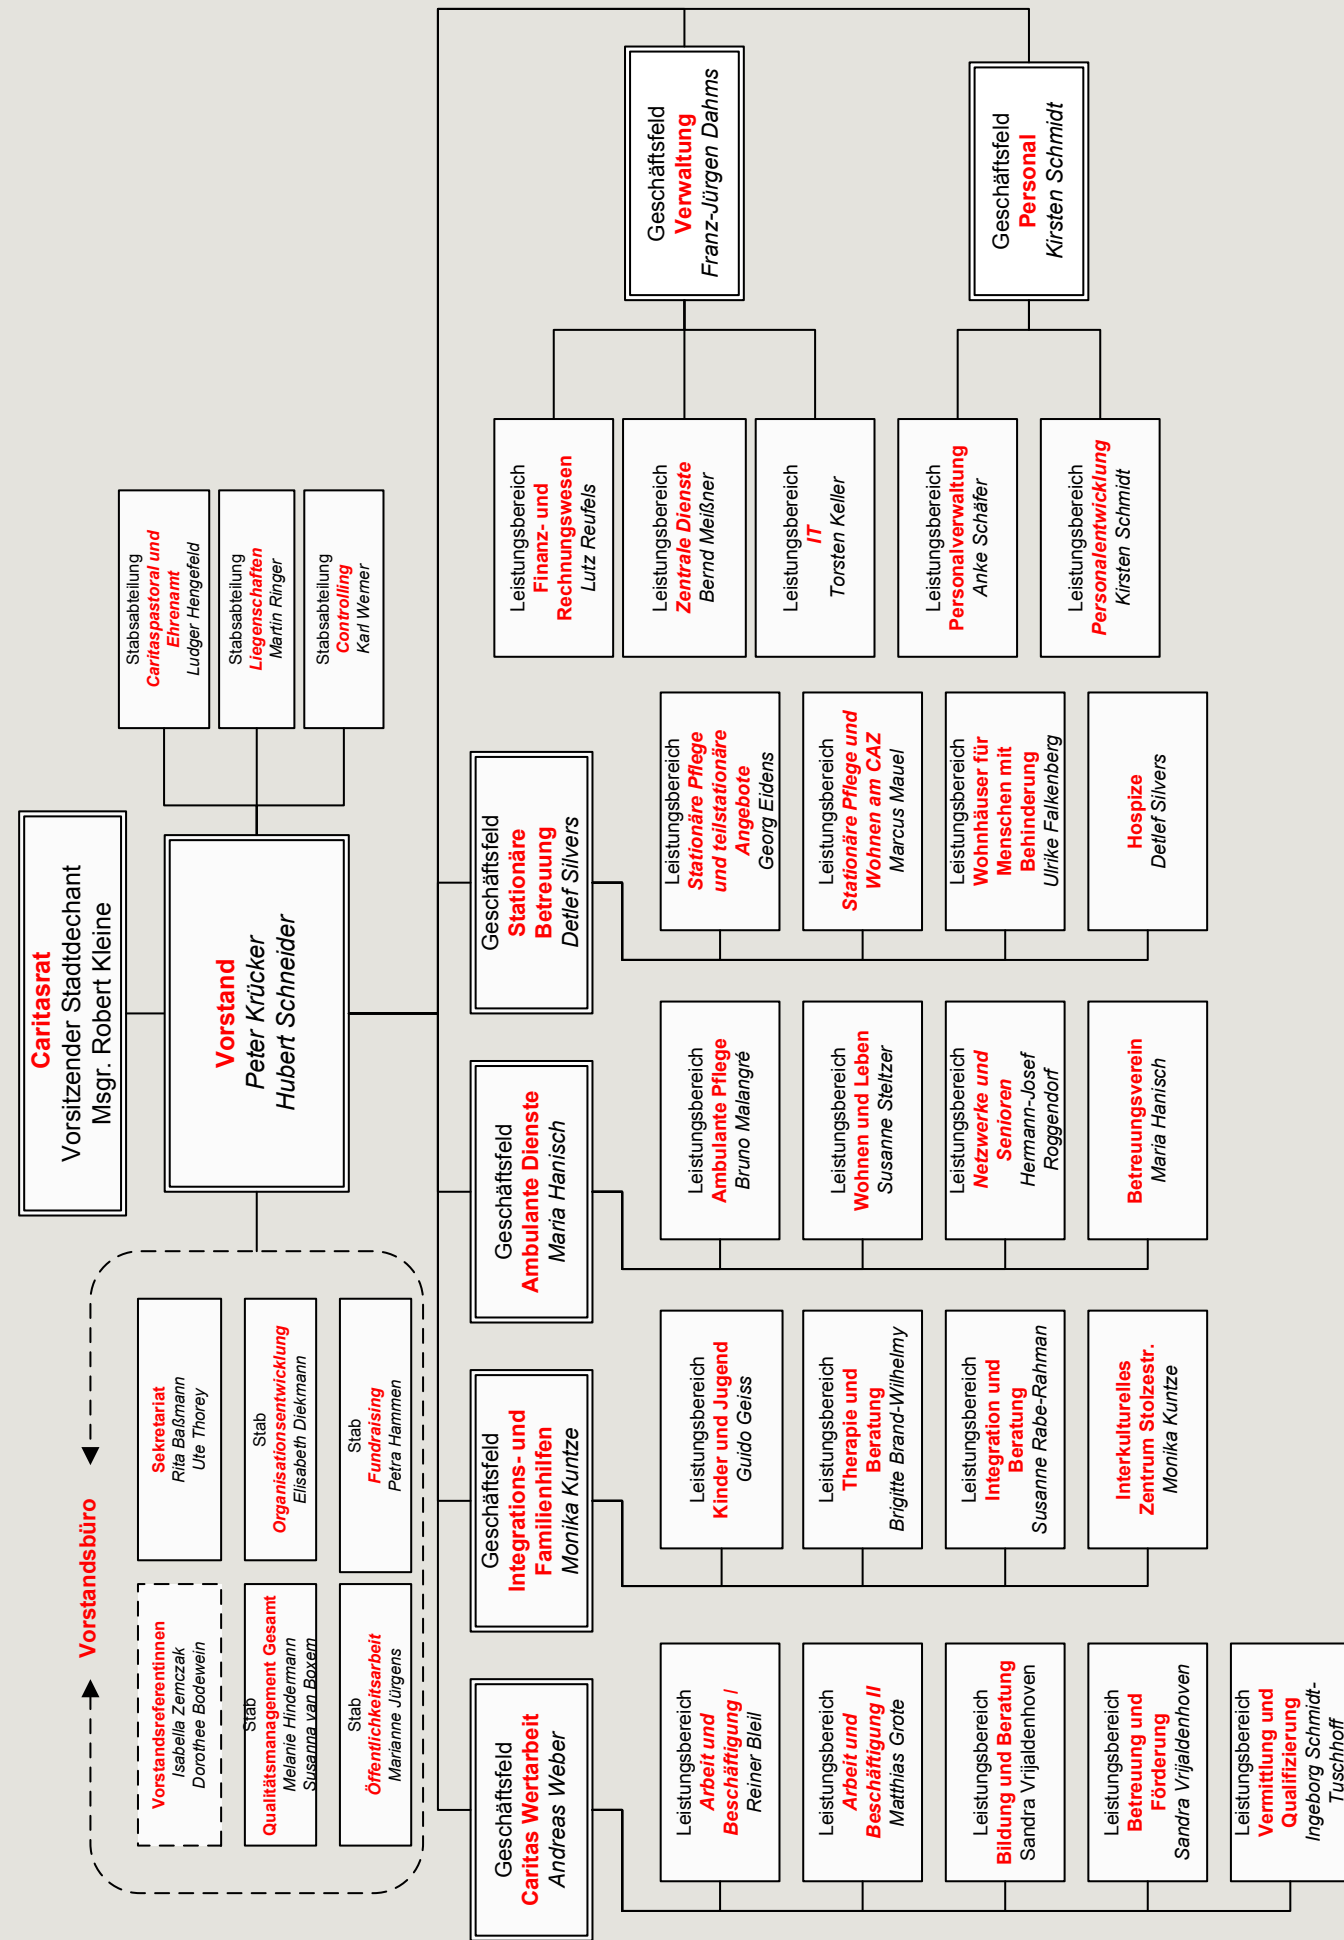 Caritasrat
Vorsitzender Stadtdechant
Msgr. Robert Kleine
Vorstand
Peter Krücker
Hubert Schneider
Vorstandsbüro
Vorstandsreferentinnen
Isabella Zemczak
Dorothee Bodewein
Sekretariat
Rita Baßmann
Ute Thorey
Stab
Qualitätsmanagement Gesamt
Melanie Hindermann
Susanna van Boxem
Stab
Organisationsentwicklung
Elisabeth Diekmann
Stab
Öffentlichkeitsarbeit
Marianne Jürgens
Stab
Fundraising
Petra Hammen
Stabsabteilung
Caritaspastoral und
Ehrenamt
Ludger Hengefeld
Stabsabteilung
Liegenschaften
Martin Ringer
Stabsabteilung
Controlling
Karl Werner
Geschäftsfeld
Caritas Wertarbeit
Andreas Weber
Leistungsbereich
Arbeit und
Beschäftigung I
Reiner Bleil
Leistungsbereich
Arbeit und
Beschäftigung II
Matthias Grote
Leistungsbereich
Bildung und Beratung
Sandra Vrijaldenhoven
Leistungsbereich
Betreuung und
Förderung
Sandra Vrijaldenhoven
Leistungsbereich
Vermittlung und
Qualifizierung
Ingeborg Schmidt-
Tuschhoff
Geschäftsfeld
Integrations- und
Familienhilfen
Monika Kuntze
Leistungsbereich
Kinder und Jugend
Guido Geiss
Leistungsbereich
Therapie und
Beratung
Brigitte Brand-Wilhelmy
Leistungsbereich
Integration und
Beratung
Susanne Rabe-Rahman
Interkulturelles
Zentrum Stolzestr.
Monika Kuntze
Geschäftsfeld
Ambulante Dienste
Maria Hanisch
Leistungsbereich
Ambulante Pflege
Bruno Malangré
Leistungsbereich
Wohnen und Leben
Susanne Steltzer
Leistungsbereich
Netzwerke und
Senioren
Hermann-Josef
Roggendorf
Betreuungsverein
Maria Hanisch
Geschäftsfeld
Stationäre
Betreuung
Detlef Silvers
Leistungsbereich
Stationäre Pflege
und teilstationäre
Angebote
Georg Eidens
Leistungsbereich
Stationäre Pflege und
Wohnen am CAZ
Marcus Mauel
Leistungsbereich
Wohnhäuser für
Menschen mit
Behinderung
Ulrike Falkenberg
Hospize
Detlef Silvers
Geschäftsfeld
Verwaltung
Franz-Jürgen Dahms
Leistungsbereich
Finanz- und
Rechnungswesen
Lutz Reufels
Leistungsbereich
Zentrale Dienste
Bernd Meißner
Leistungsbereich
IT
Torsten Keller
Geschäftsfeld
Personal
Kirsten Schmidt
Leistungsbereich
Personalverwaltung
Anke Schäfer
Leistungsbereich
Personalentwicklung
Kirsten Schmidt